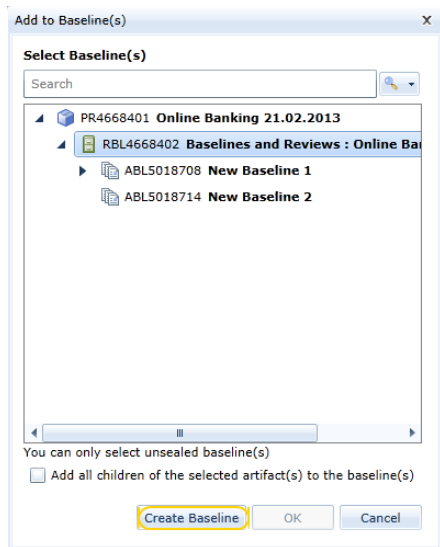 Add to Baseline(s) X
Select Baseline(s)
Search
PR4668401 Online Banking 21.02.2013
RBL4668402 Baselines and Reviews : Online Ba
ABL5018708 New Baseline 1
ABL5018714 New Baseline 2
You can only select unsealed baseline(s)
Add all children of the selected artifact(s) to the baseline(s)
Create Baseline OK Cancel